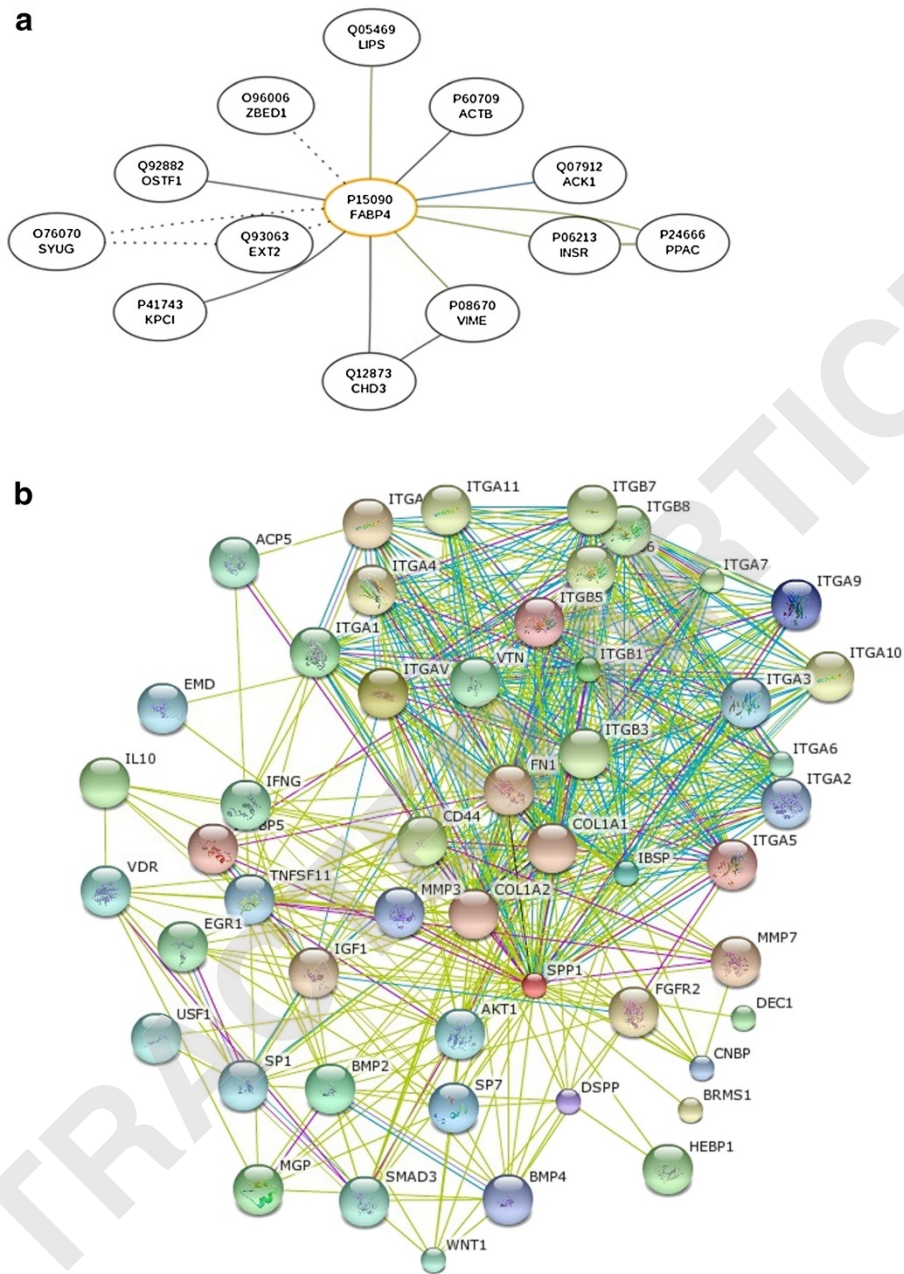 a
Q05469
LIPS
O96006
ZBED1
P60709
ACTB
Q92882
OSTF1
Q07912
ACK1
P15090
FABP4
O76070
SYUG
Q93063
EXT2
P06213
INSR
P24666
PPAC
P41743
KPCI
P08670
VIME
Q12873
CHD3
b
ITGA11
ITGB7
ITGA
ITGB8
ACP5
6
ITGA7
ITGA4
ITGA9
ITGB5
ITGA1
ITGB1
VTN
ITGA10
ITGAV
ITGA3
EMD
ITGB3
ITGA6
IL10
FN1
IFNG
ITGA2
CD44
COL1A1
BP5
IBSP
ITGA5
VDR
TNFSF11
MMP3
COL1A2
EGR1
IGF1
MMP7
SPP1
FGFR2
DEC1
USF1
AKT1
CNBP
SP1
BMP2
SP7
DSPP
BRMS1
HEBP1
MGP
SMAD3
BMP4
WNT1